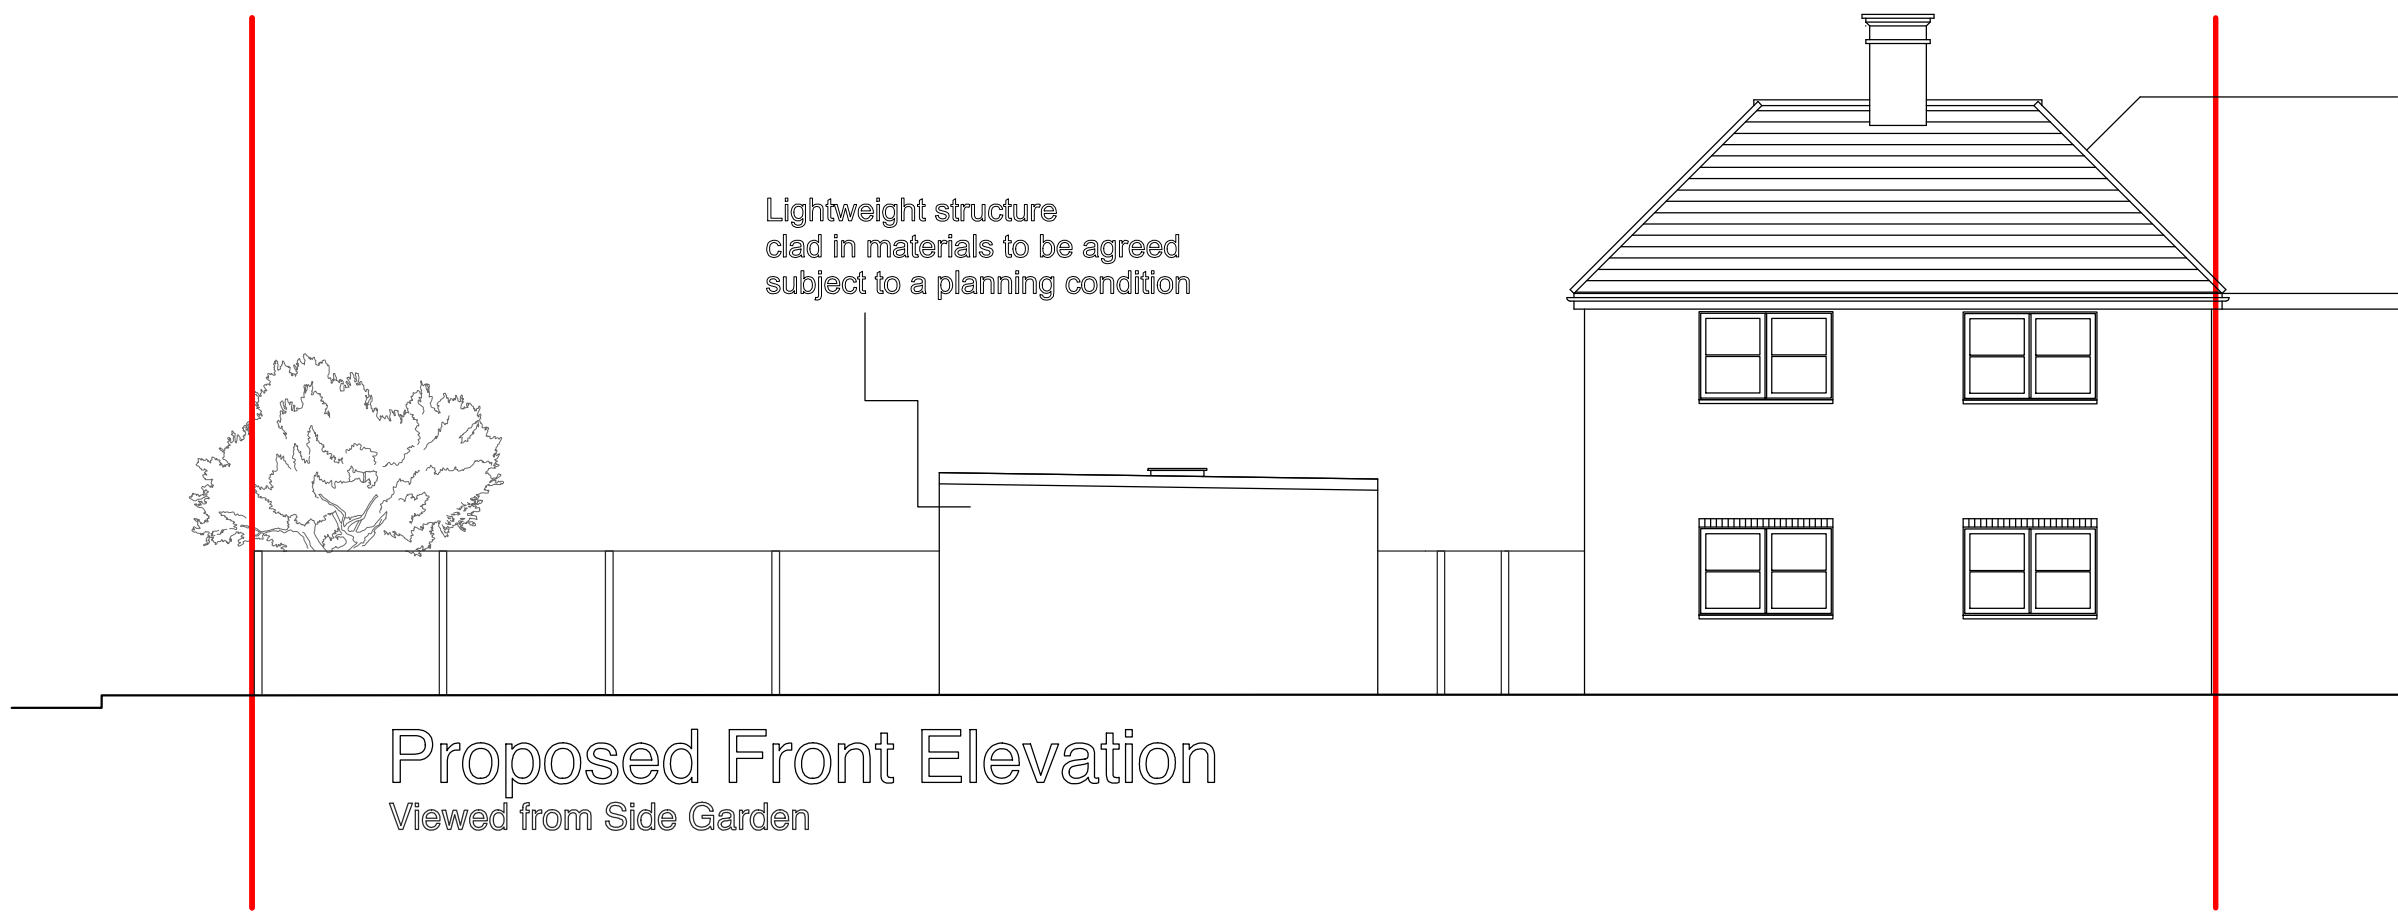 Lightweight structure
clad in materials to be agreed
subject to a planning condition
Proposed Front Elevation
Viewed from Side Garden